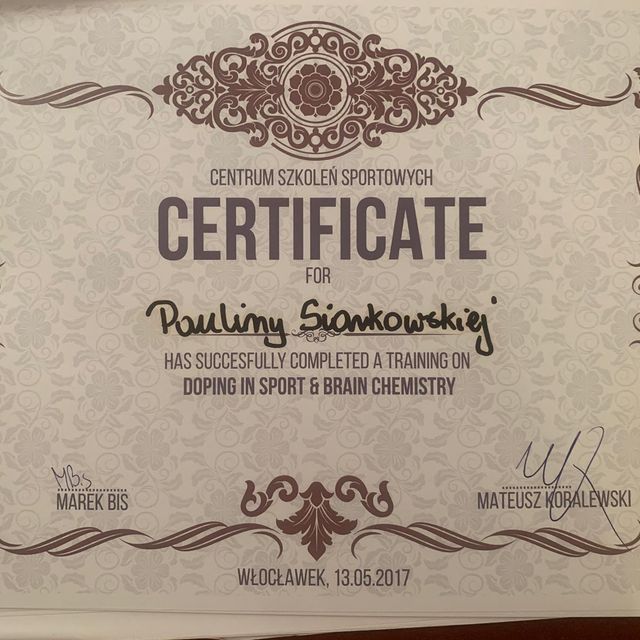 CENTRUM SZKOLEŃ SPORTOWYCH
CERTIFICATE
FOR
Pauliny Siankowskiej
HAS SUCCESFULLY COMPLETED A TRAINING ON
DOPING IN SPORT & BRAIN CHEMISTRY
MBis
MAREK BIS
MATEUSZ KORALEWSKI
WŁOCŁAWEK, 13.05.2017